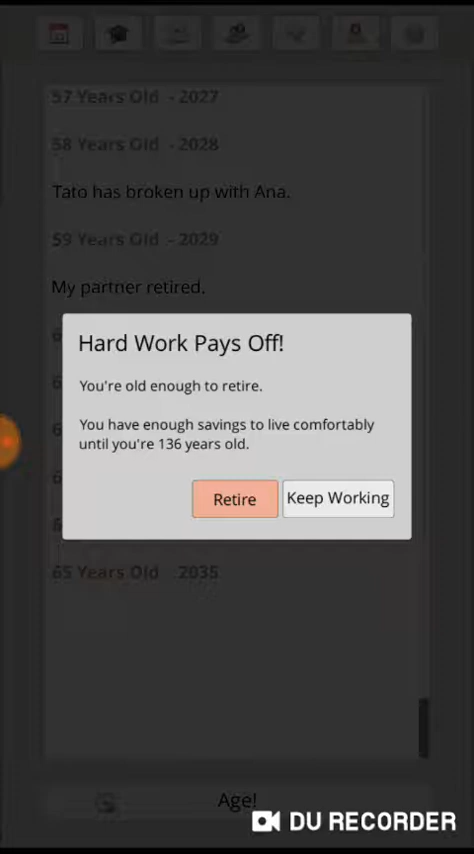 57 Years Old - 2027
58 Years Old - 2028
Tato has broken up with Ana.
59 Years Old - 2029
My partner retired.
Hard Work Pays Off!
You're old enough to retire.
You have enough savings to live comfortably
until you're 136 years old.
Retire
Keep Working
65 Years Old 2035
Age!
DU RECORDER